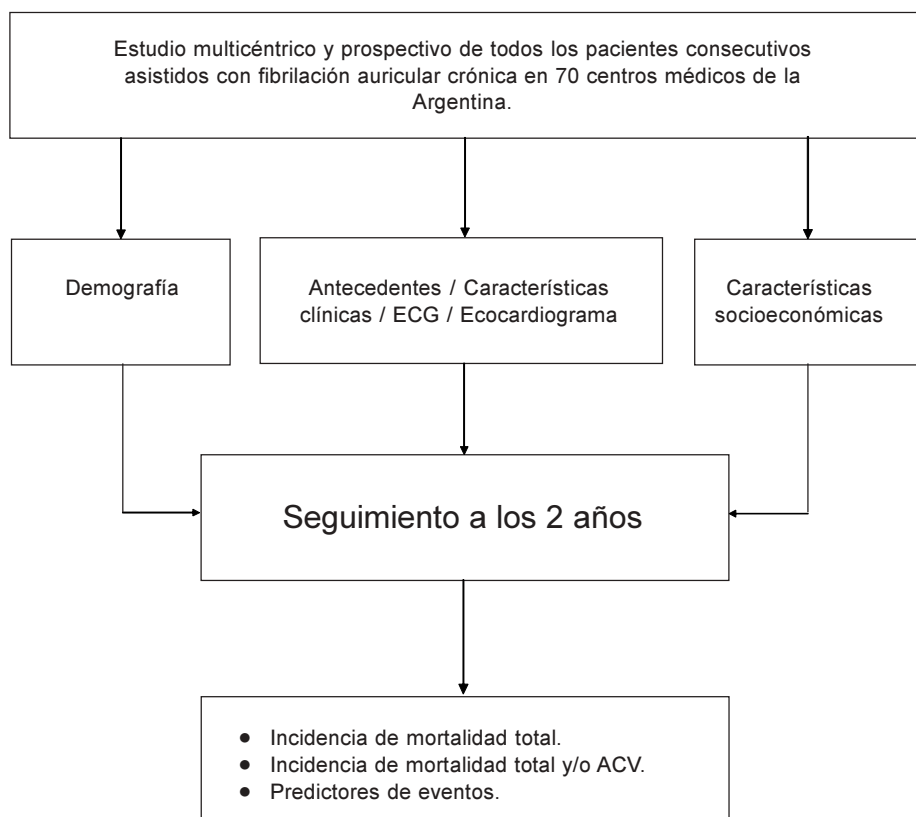 Estudio multicéntrico y prospectivo de todos los pacientes consecutivos
asistidos con fibrilación auricular crónica en 70 centros médicos de la
Argentina.
Demografía
Antecedentes / Características
clínicas / ECG / Ecocardiograma
Características
socioeconómicas
Seguimiento a los 2 años
● Incidencia de mortalidad total.
● Incidencia de mortalidad total y/o ACV.
● Predictores de eventos.